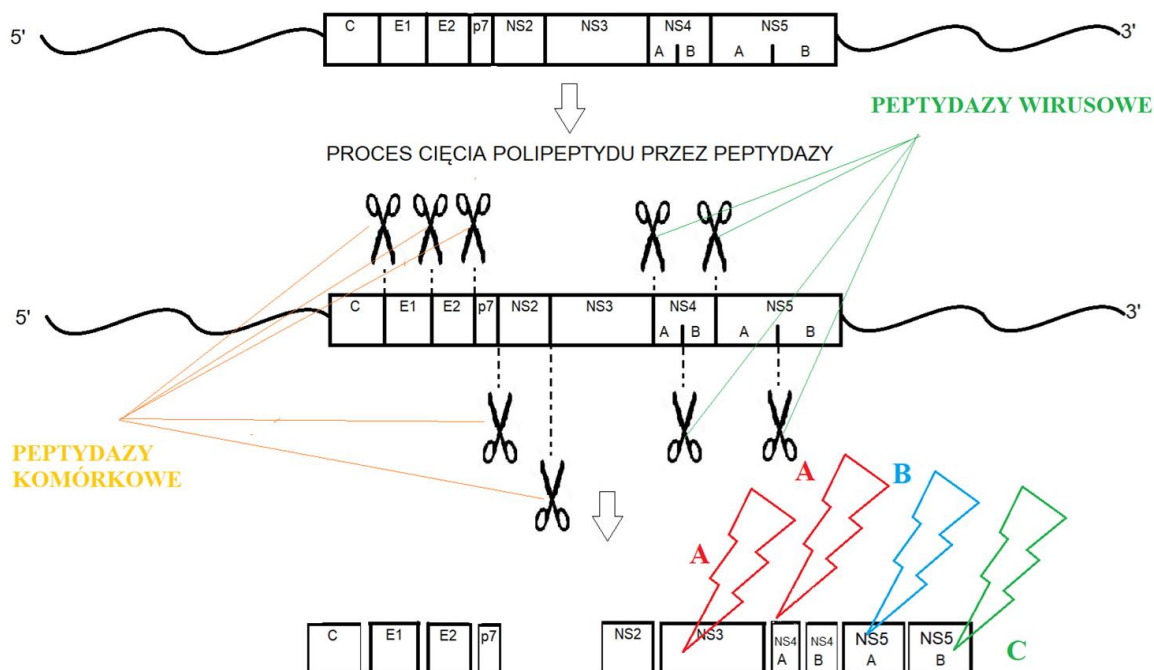 5'
C E1 E2 p7 NS2 NS3 NS4 NS5
A B A B
3'
PEPTYDAZY WIRUSOWE
PROCES CIĘCIA POLIPEPTYDU PRZEZ PEPTYDAZY
5'
C E1 E2 p7 NS2 NS3 NS4 NS5
A B A B
3'
PEPTYDAZY
KOMÓRKOWE
A
A
B
C
C E1 E2 p7 NS2 NS3 NS4 NS4 NS5 NS5
A B A B